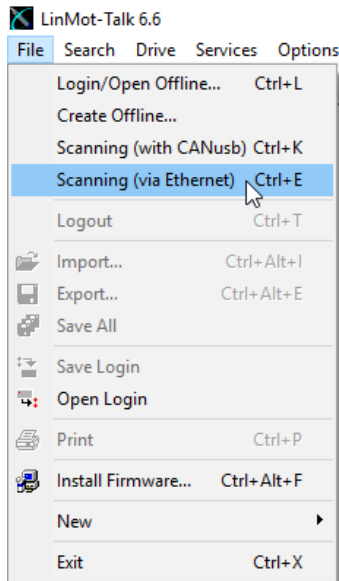 LinMot-Talk 6.6
File Search Drive Services Options
Login/Open Offline... Ctrl+L
Create Offline...
Scanning (with CANusb) Ctrl+K
Scanning (via Ethernet) Ctrl+E
Logout Ctrl+T
Import... Ctrl+Alt+I
Export... Ctrl+Alt+E
Save All
Save Login
Open Login
Print Ctrl+P
Install Firmware... Ctrl+Alt+F
New
Exit Ctrl+X